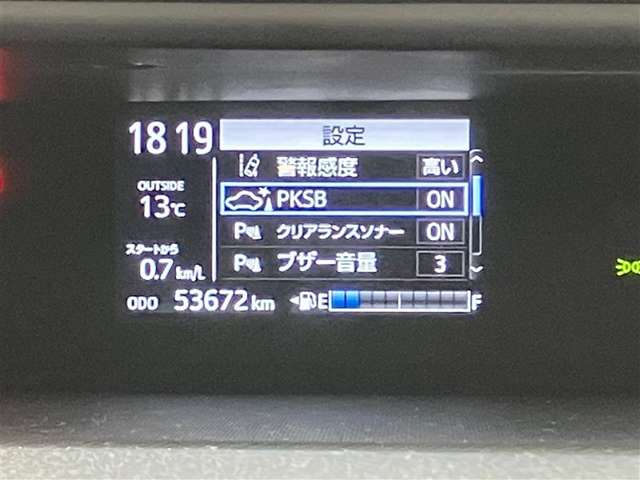 18 19 設定
警報感度 高い
OUTSIDE
13℃
PKSB ON
クリアランスソナー ON
スタートから
0.7 km/L
ブザー音量 3
ODO 53672 km E F